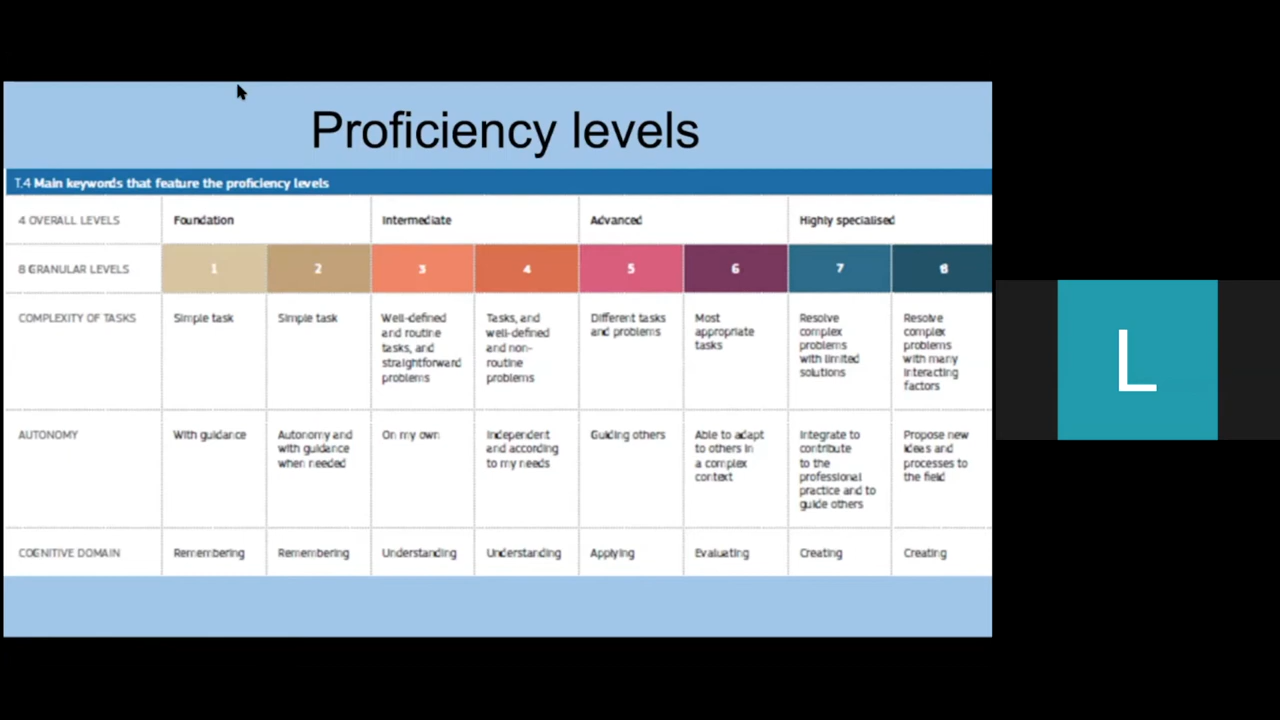 Proficiency levels
T.4 Main keywords that feature the proficiency levels
4 OVERALL LEVELS
Foundation
Intermediate
Advanced
Highly specialised
8 GRANULAR LEVELS
1
2
3
4
5
6
7
8
COMPLEXITY OF TASKS
Simple task
Simple task
Well-defined
and routine
tasks, and
straightforward
problems
Tasks, and
well-defined
and non-
routine
problems
Different tasks
and problems
Most
appropriate
tasks
Resolve
complex
problems
with limited
solutions
Resolve
complex
problems
with many
interacting
factors
AUTONOMY
With guidance
Autonomy and
with guidance
when needed
On my own
Independent
and according
to my needs
Guiding others
Able to adapt
to others in
a complex
context
Integrate to
contribute
to the
professional
practice and to
guide others
Propose new
ideas and
processes to
the field
COGNITIVE DOMAIN
Remembering
Remembering
Understanding
Understanding
Applying
Evaluating
Creating
Creating
L